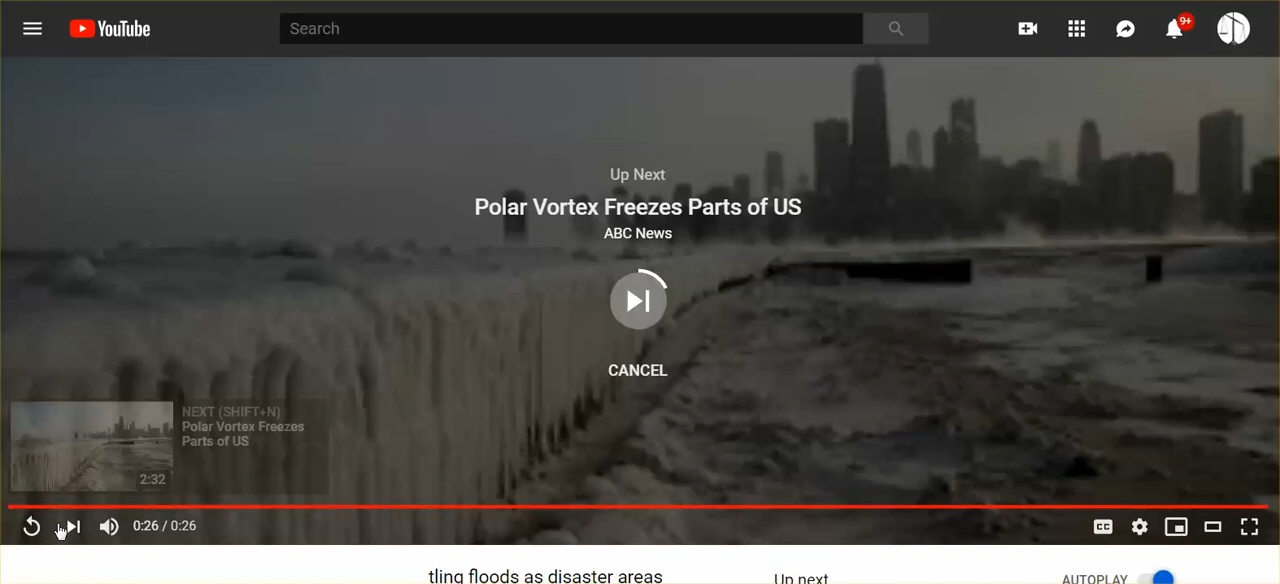 YouTube
Search
9+
Up Next
Polar Vortex Freezes Parts of US
ABC News
CANCEL
NEXT (SHIFT+N)
Polar Vortex Freezes
Parts of US
2:32
0:26 / 0:26
CC
tling floods as disaster areas
Up next
AUTOPLAY